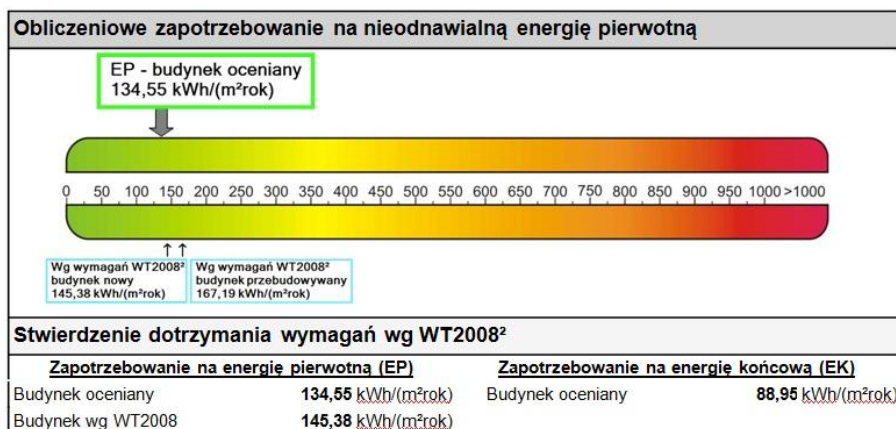 Obliczeniowe zapotrzebowanie na nieodnawialną energię pierwotną
EP - budynek oceniany
134,55 kWh/(m²rok)
0 50 100 150 200 250 300 350 400 450 500 550 600 650 700 750 800 850 900 950 1000 >1000
Wg wymagań WT2008²
budynek nowy
145,38 kWh/(m²rok)
Wg wymagań WT2008²
budynek przebudowywany
167,19 kWh/(m²rok)
Stwierdzenie dotrzymania wymagań wg WT2008²
Zapotrzebowanie na energię pierwotną (EP) Zapotrzebowanie na energię końcową (EK)
Budynek oceniany 134,55 kWh/(m²rok) Budynek oceniany 88,95 kWh/(m²rok)
Budynek wg WT2008 145,38 kWh/(m²rok)